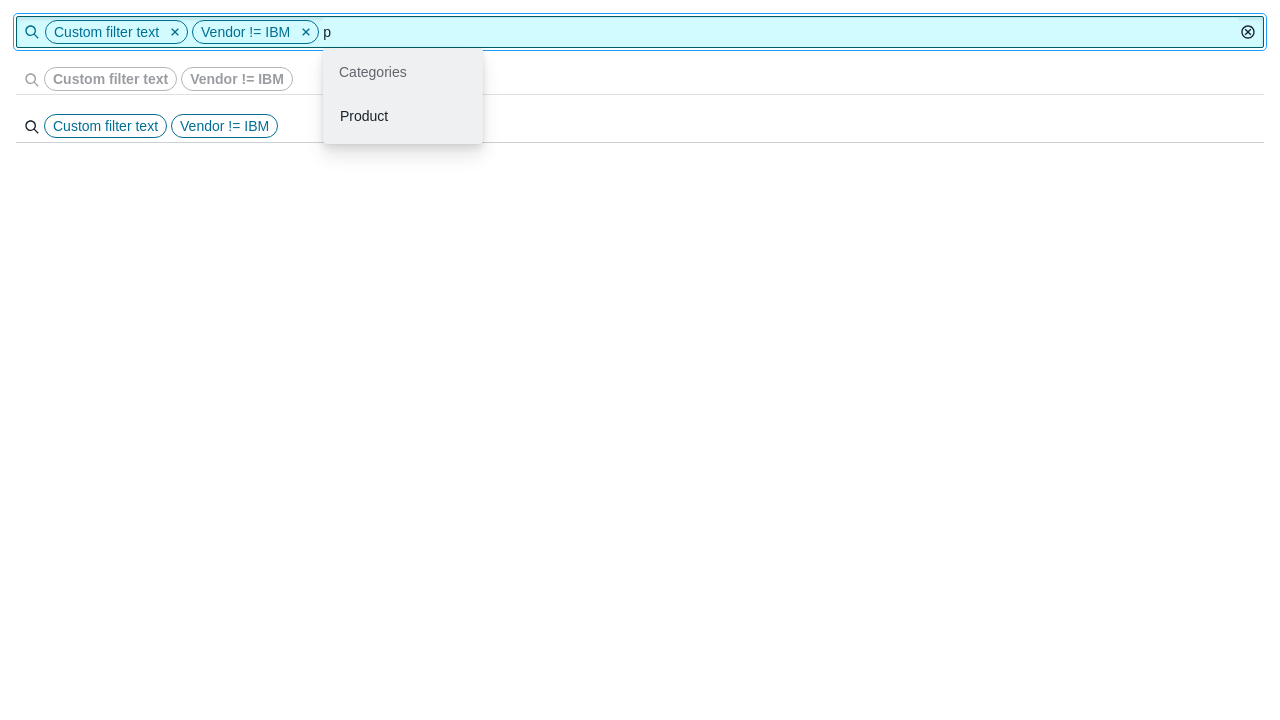 Custom filter text Vendor != IBM p
Categories
Custom filter text Vendor != IBM
Product
Custom filter text Vendor != IBM